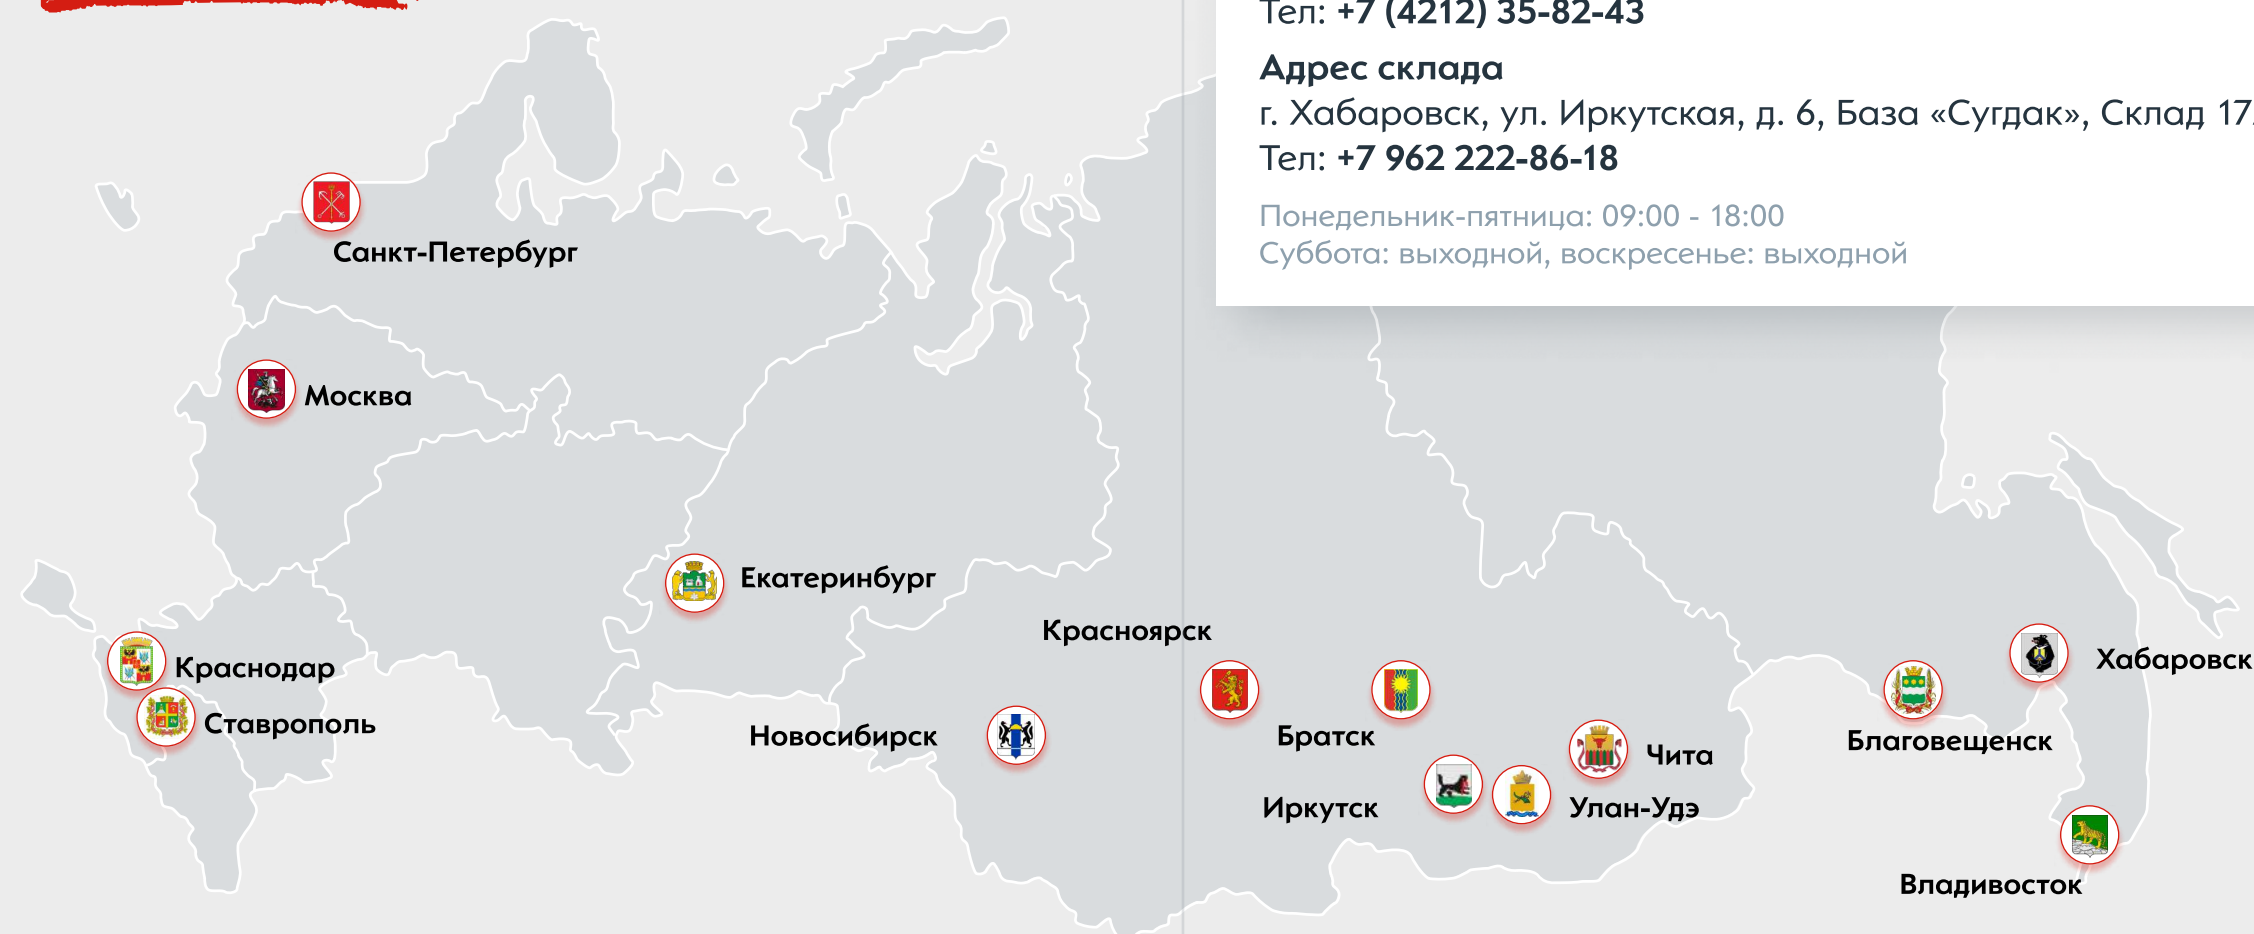 Тел: +7 (4212) 35-82-43
Адрес склада
г. Хабаровск, ул. Иркутская, д. 6, База «Сугдак», Склад 17
Тел: +7 962 222-86-18
Понедельник-пятница: 09:00 - 18:00
Суббота: выходной, воскресенье: выходной
Санкт-Петербург
Москва
Екатеринбург
Красноярск
Хабаровск
Краснодар
Ставрополь
Новосибирск
Братск
Благовещенск
Чита
Иркутск
Улан-Удэ
Владивосток